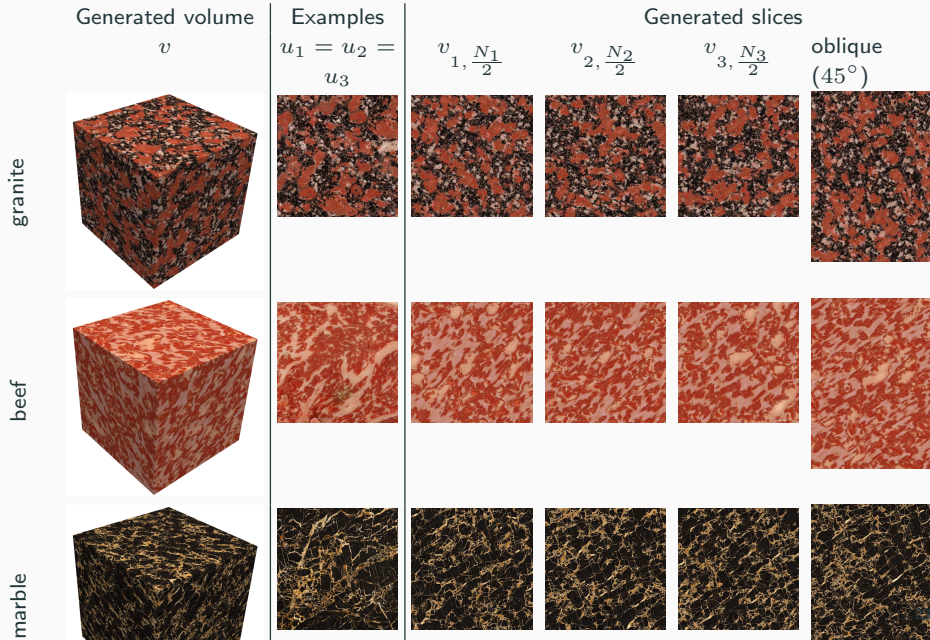 Generated volume Examples Generated slices
v u₁ = u₂ = u₃ v₁,N₁/2 v₂,N₂/2 v₃,N₃/2 oblique (45°)
granite
beef
marble